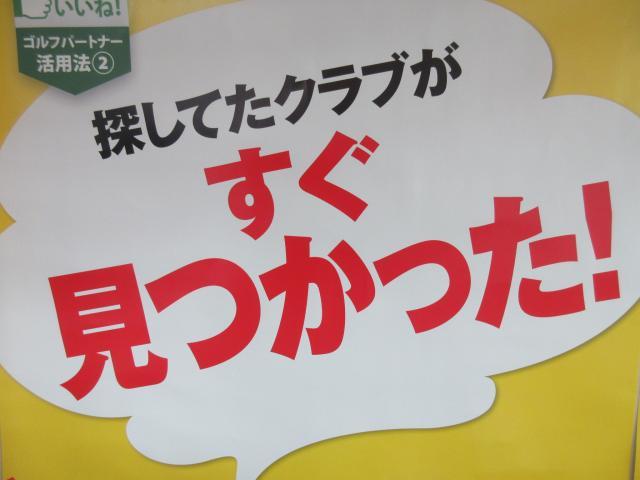 いいね!
ゴルフパートナー
活用法②
探してたクラブが
すぐ
見つかった!